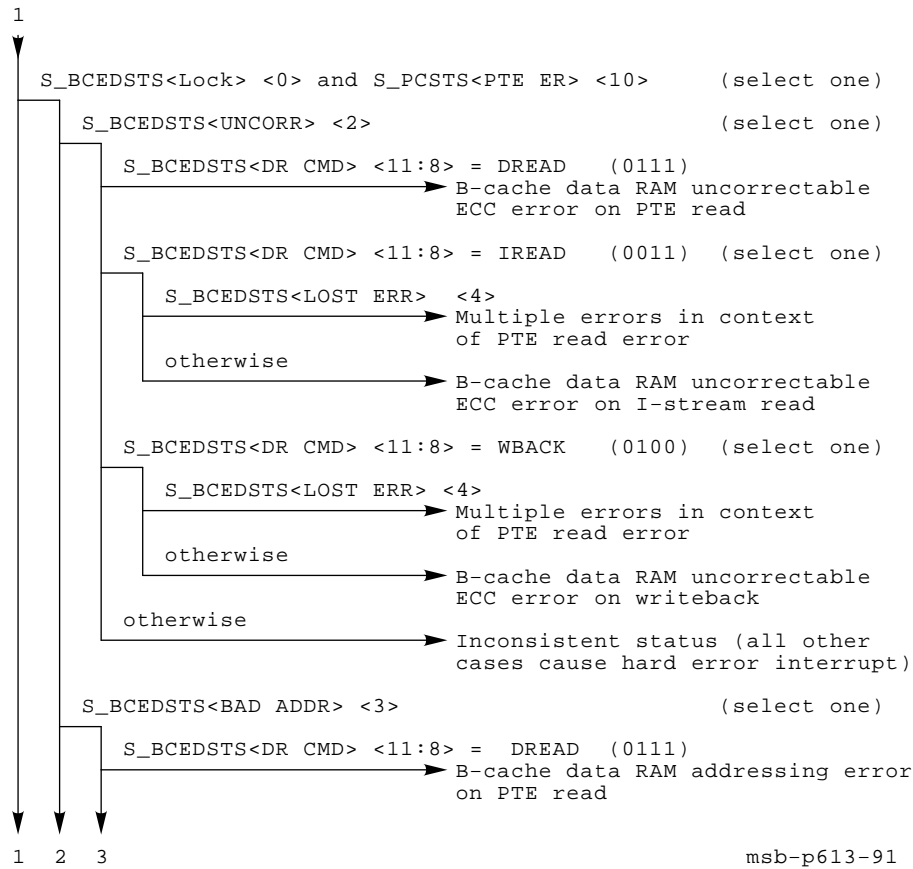 1
S_BCEDSTS<Lock> <0> and S_PCSTS<PTE ER> <10> (select one)
S_BCEDSTS<UNCORR> <2> (select one)
S_BCEDSTS<DR CMD> <11:8> = DREAD (0111)
B-cache data RAM uncorrectable
ECC error on PTE read
S_BCEDSTS<DR CMD> <11:8> = IREAD (0011) (select one)
S_BCEDSTS<LOST ERR> <4>
Multiple errors in context
of PTE read error
otherwise
B-cache data RAM uncorrectable
ECC error on I-stream read
S_BCEDSTS<DR CMD> <11:8> = WBACK (0100) (select one)
S_BCEDSTS<LOST ERR> <4>
Multiple errors in context
of PTE read error
otherwise
B-cache data RAM uncorrectable
ECC error on writeback
otherwise
Inconsistent status (all other
cases cause hard error interrupt)
S_BCEDSTS<BAD ADDR> <3> (select one)
S_BCEDSTS<DR CMD> <11:8> = DREAD (0111)
B-cache data RAM addressing error
on PTE read
1 2 3 msb-p613-91